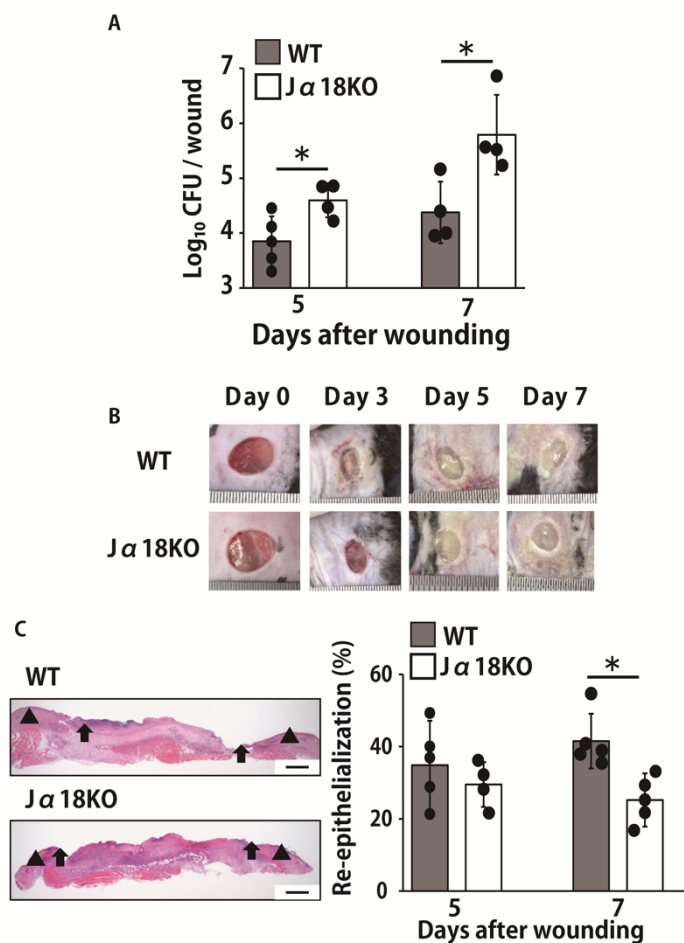 A
WT
Jα18KO
7
6
5
4
3
Log₁₀ CFU / wound
*
*
5 7
Days after wounding
B
Day 0 Day 3 Day 5 Day 7
WT
Jα18KO
C
WT
Jα18KO
WT
Jα18KO
60
40
20
0
Re-epithelialization (%)
*
5 7
Days after wounding